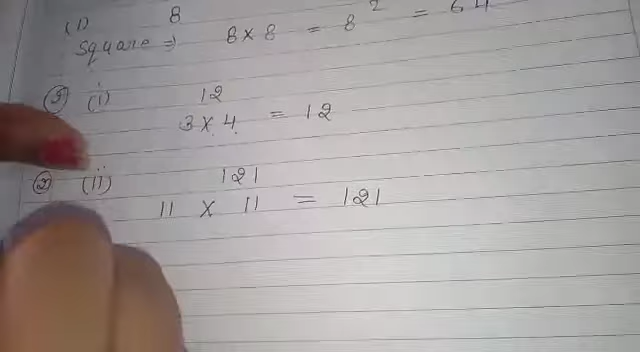 (1) 8
Square ⇒ 8 × 8 = 8² = 64
(i) 12
3 × 4 = 12
(ii) 121
11 × 11 = 121